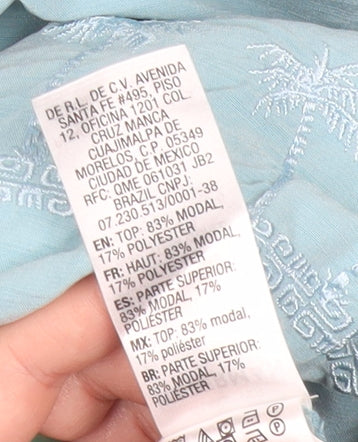 DE R.L. DE C.V. AVENIDA
SANTA FE #495, PISO
12, OFICINA 1201 COL.
CRUZ MANCA,
CUAJIMALPA DE
MORELOS, C.P. 05349
CIUDAD DE MEXICO
RFC: QME 061031 JB2
BRAZIL CNPJ:
07.230.513/0001-38
EN: TOP: 83% MODAL,
17% POLYESTER
FR: HAUT: 83% MODAL,
17% POLYESTER
ES: PARTE SUPERIOR:
83% MODAL, 17%
POLIÉSTER
MX: TOP: 83% modal,
17% poliéster
BR: PARTE SUPERIOR:
83% MODAL, 17%
POLIÉSTER